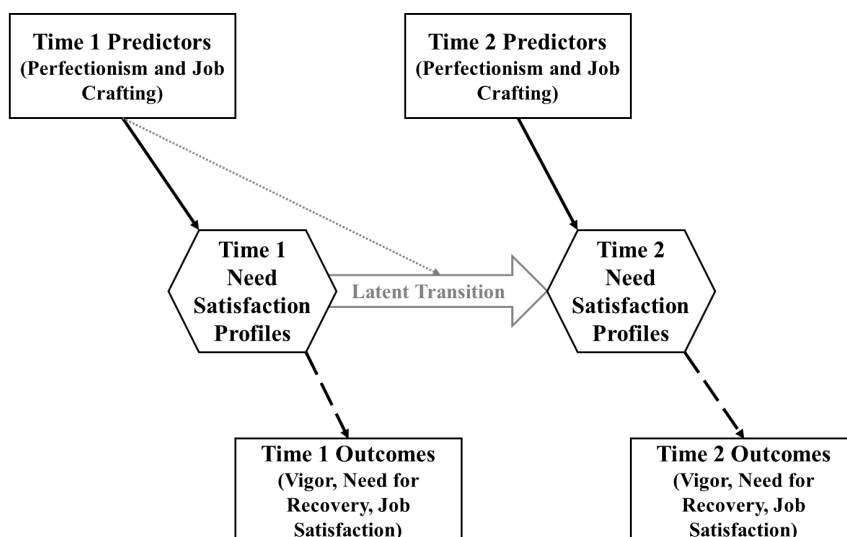 Time 1 Predictors
(Perfectionism and Job
Crafting)
Time 2 Predictors
(Perfectionism and Job
Crafting)
Time 1
Need
Satisfaction
Profiles
Latent Transition
Time 2
Need
Satisfaction
Profiles
Time 1 Outcomes
(Vigor, Need for
Recovery, Job
Satisfaction)
Time 2 Outcomes
(Vigor, Need for
Recovery, Job
Satisfaction)